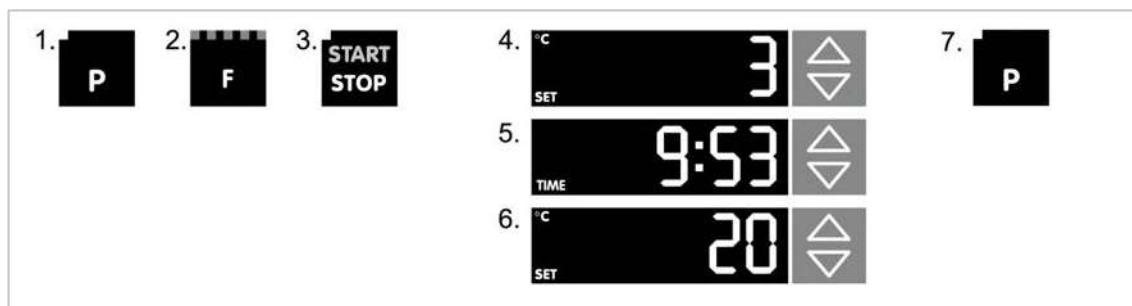 1. P
2. F
3. START
STOP
4. °C 3
SET
5. 9:53
TIME
6. °C 20
SET
7. P